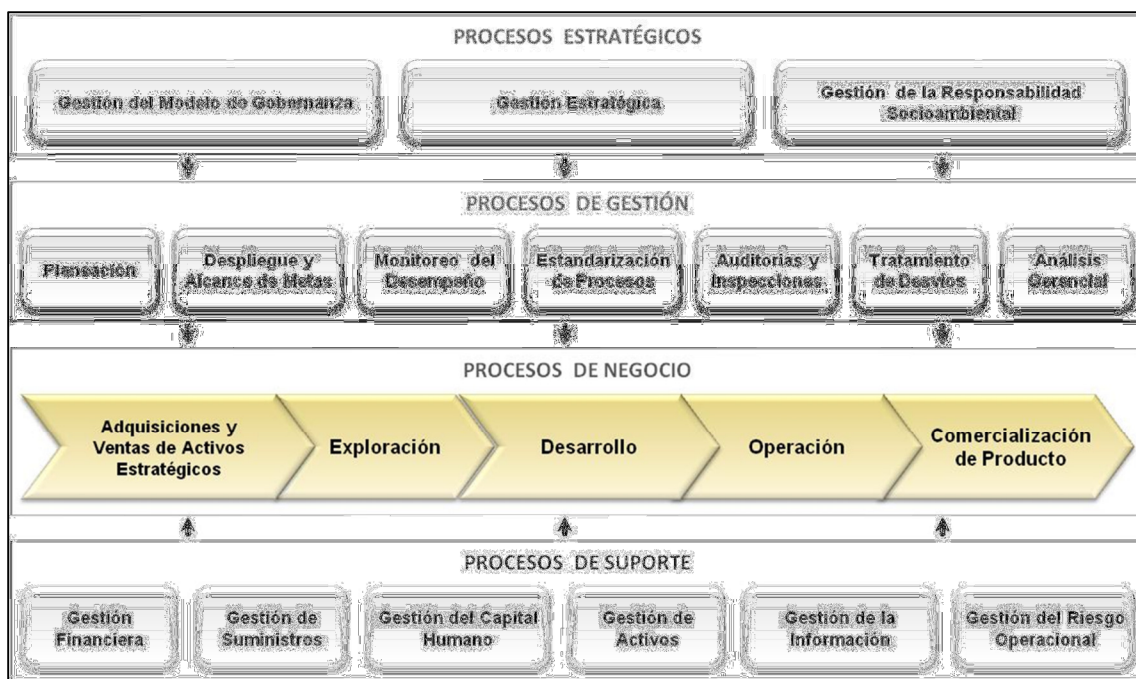 PROCESOS ESTRATÉGICOS
Gestión del Modelo de Gobernanza
Gestión Estratégica
Gestión de la Responsabilidad
Socioambiental
PROCESOS DE GESTIÓN
Planeación
Despliegue y
Alcance de Metas
Monitoreo del
Desempeño
Estandarización
de Procesos
Auditorias y
Inspecciones
Tratamiento
de Desvíos
Análisis
Gerencial
PROCESOS DE NEGOCIO
Adquisiciones y
Ventas de Activos
Estratégicos
Exploración
Desarrollo
Operación
Comercialización
de Producto
PROCESOS DE SUPORTE
Gestión
Financiera
Gestión de
Suministros
Gestión del Capital
Humano
Gestión de
Activos
Gestión de la
Información
Gestión del Riesgo
Operacional